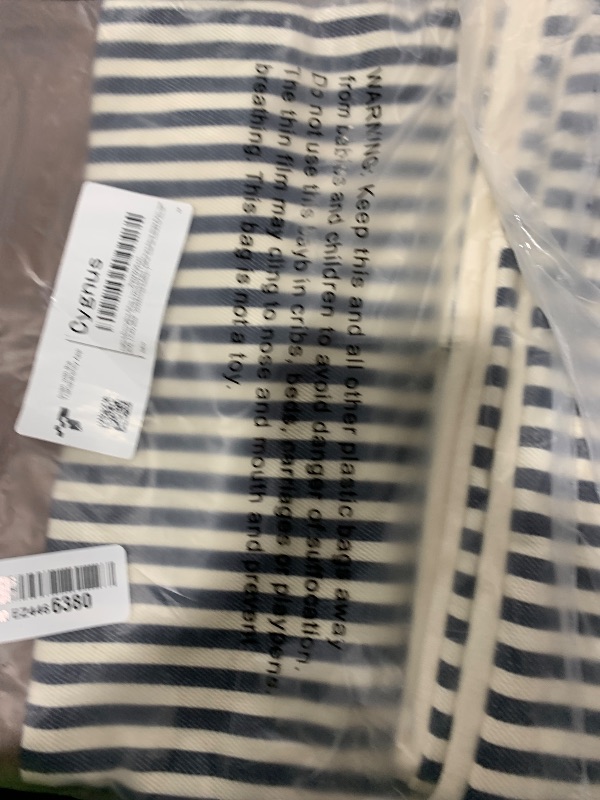 WARNING: Keep this and all other plastic bags away
from babies and children to avoid danger of suffocation.
Do not use this bag in cribs, beds, carriages or playpens.
The thin film may cling to nose and mouth and prevent
breathing. This bag is not a toy.
Cygnus
6380